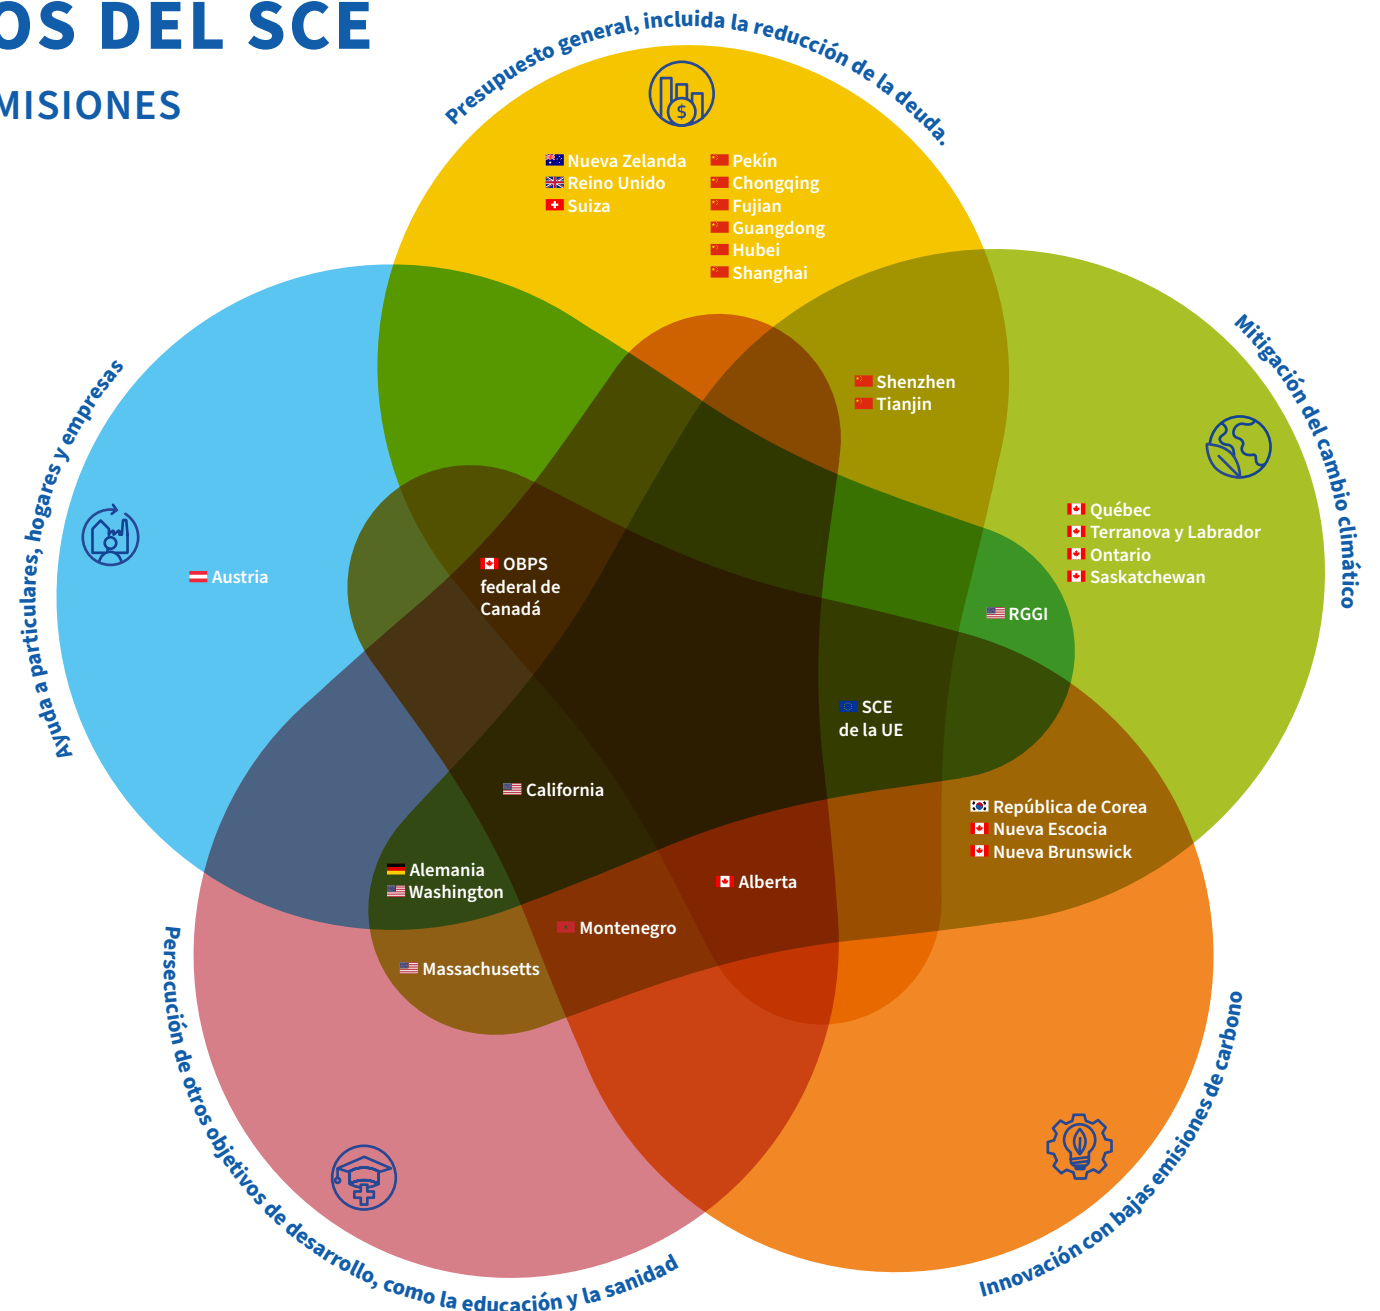 OS DEL SCE
MISIONES
Presupuesto general, incluida la reducción de la deuda.
$
Nueva Zelanda
Reino Unido
Suiza
Pekín
Chongqing
Fujian
Guangdong
Hubei
Shanghai
Mitigación del cambio climático
Shenzhen
Tianjin
Québec
Terranova y Labrador
Ontario
Saskatchewan
RGGI
Ayuda a particulares, hogares y empresas
Austria
OBPS
federal de
Canadá
SCE
de la UE
California
República de Corea
Nueva Escocia
Nueva Brunswick
Alemania
Washington
Alberta
Montenegro
Massachusetts
Persecución de otros objetivos de desarrollo, como la educación y la sanidad
Innovación con bajas emisiones de carbono